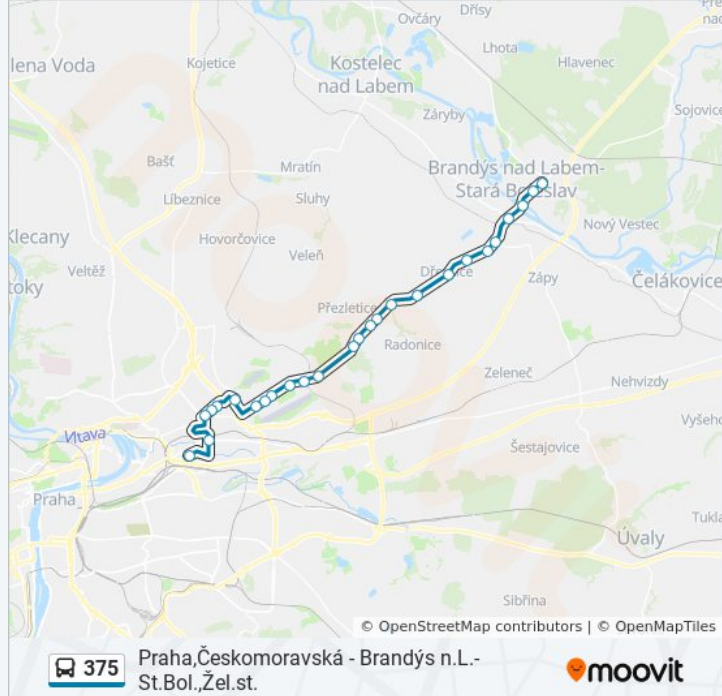 Ovčáry
Dřísy
lena Voda
Kojetice
Kostelec
nad Labem
Lhota
Hlavenec
Záryby
Sojovice
Bašť
Mratín
Brandýs nad Labem-
Stará Boleslav
Líbeznice
Sluhy
Nový Vestec
Klecany
Hovorčovice
Veltěž
Veleň
toky
Zápy
Čelákovice
Přezletice
Radonice
Zeleneč
Nehvizdy
Vyšeho
Šestajovice
Praha
Tukla
Úvaly
Sibřina
© OpenStreetMap contributors | © OpenMapTiles
375
Praha,Českomoravská - Brandýs n.L.-
St.Bol.,Žel.st.
moovit